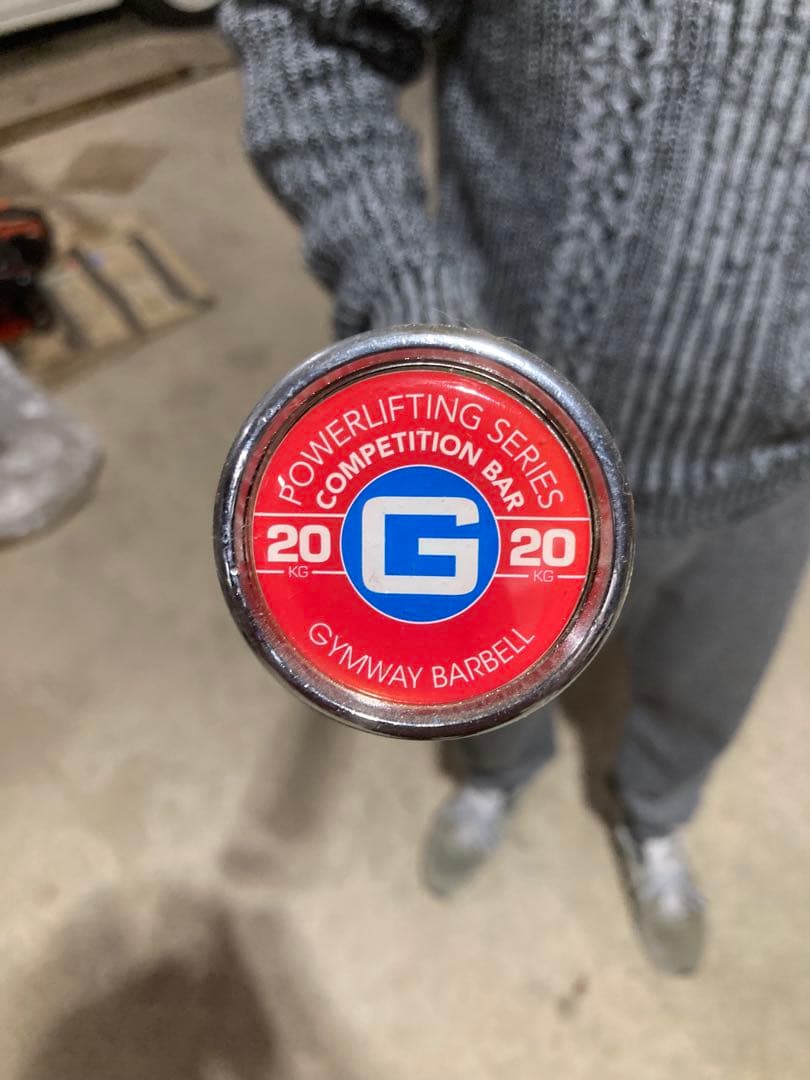 POWERLIFTING SERIES
COMPETITION BAR
20 G 20
KG KG
GYMWAY BARBELL